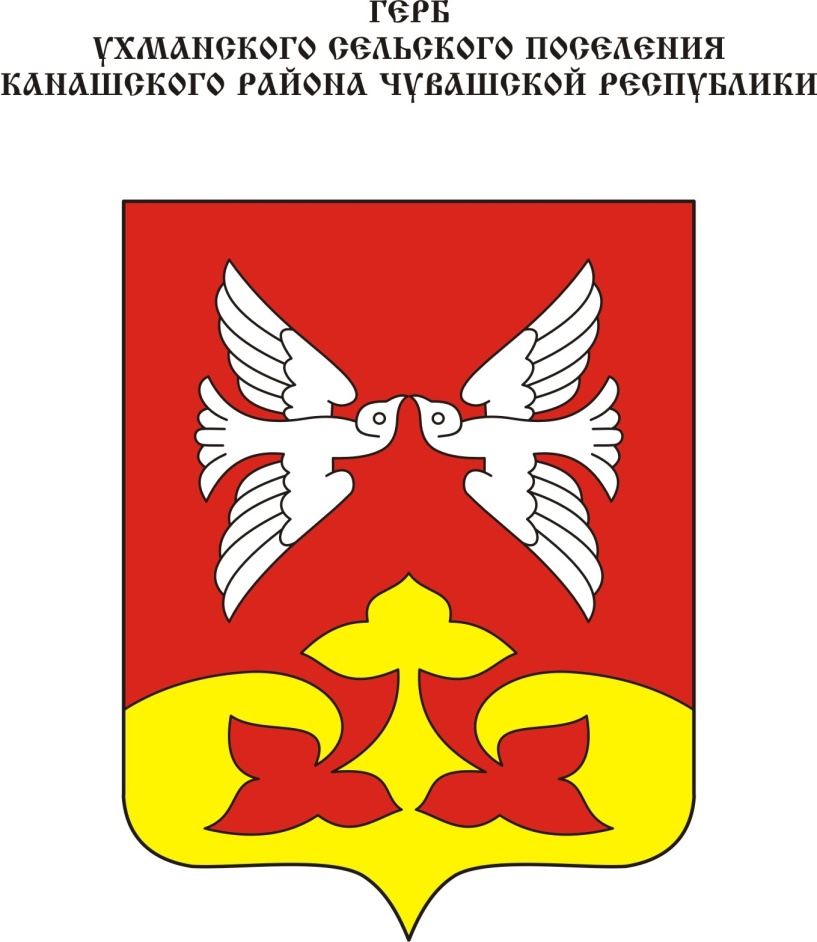 ГЕРБ
УХМАНСКОГО СЕЛЬСКОГО ПОСЕЛЕНИЯ
КАНАШСКОГО РАЙОНА ЧУВАШСКОЙ РЕСПУБЛИКИ